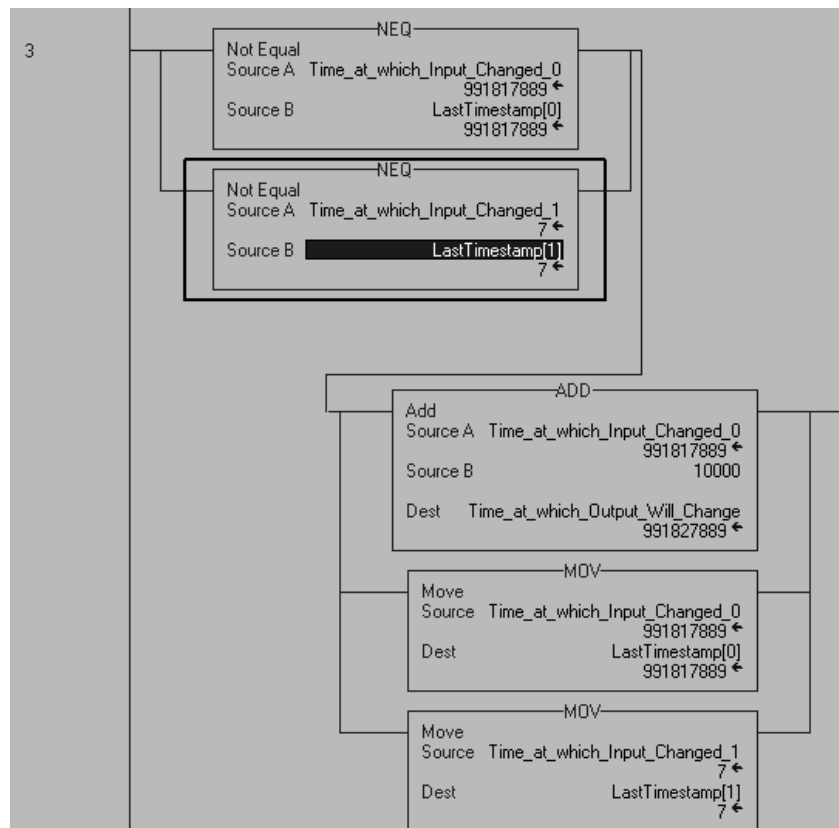 3
NEQ
Not Equal
Source A Time_at_which_Input_Changed_0
991817889
Source B LastTimestamp[0]
991817889
NEQ
Not Equal
Source A Time_at_which_Input_Changed_1
7
Source B LastTimestamp[1]
7
ADD
Add
Source A Time_at_which_Input_Changed_0
991817889
Source B 10000
Dest Time_at_which_Output_Will_Change
991827889
MOV
Move
Source Time_at_which_Input_Changed_0
991817889
Dest LastTimestamp[0]
991817889
MOV
Move
Source Time_at_which_Input_Changed_1
7
Dest LastTimestamp[1]
7